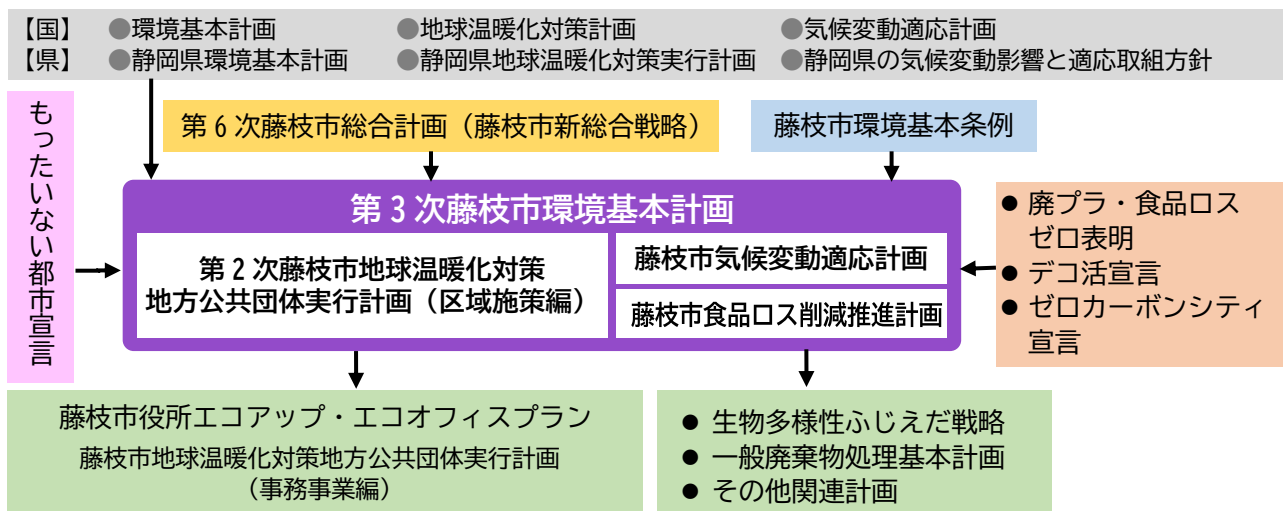 【国】 ●環境基本計画 ●地球温暖化対策計画 ●気候変動適応計画
【県】 ●静岡県環境基本計画 ●静岡県地球温暖化対策実行計画 ●静岡県の気候変動影響と適応取組方針
もったいない都市宣言
第6次藤枝市総合計画（藤枝市新総合戦略）
藤枝市環境基本条例
第3次藤枝市環境基本計画
第2次藤枝市地球温暖化対策
地方公共団体実行計画（区域施策編）
藤枝市気候変動適応計画
藤枝市食品ロス削減推進計画
● 廃プラ・食品ロス
ゼロ表明
● デコ活宣言
● ゼロカーボンシティ
宣言
藤枝市役所エコアップ・エコオフィスプラン
藤枝市地球温暖化対策地方公共団体実行計画
（事務事業編）
● 生物多様性ふじえだ戦略
● 一般廃棄物処理基本計画
● その他関連計画